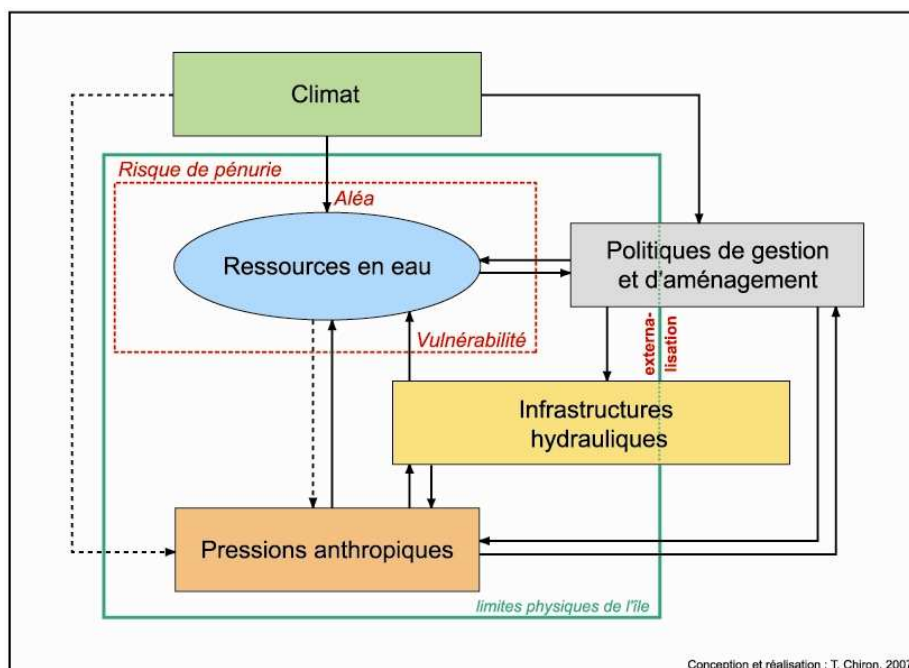 Climat
Risque de pénurie
Aléa
Ressources en eau
Politiques de gestion
et d'aménagement
Vulnérabilité
externa-
lisation
Infrastructures
hydrauliques
Pressions anthropiques
limites physiques de l'île
Conception et réalisation : T. Chiron, 2007